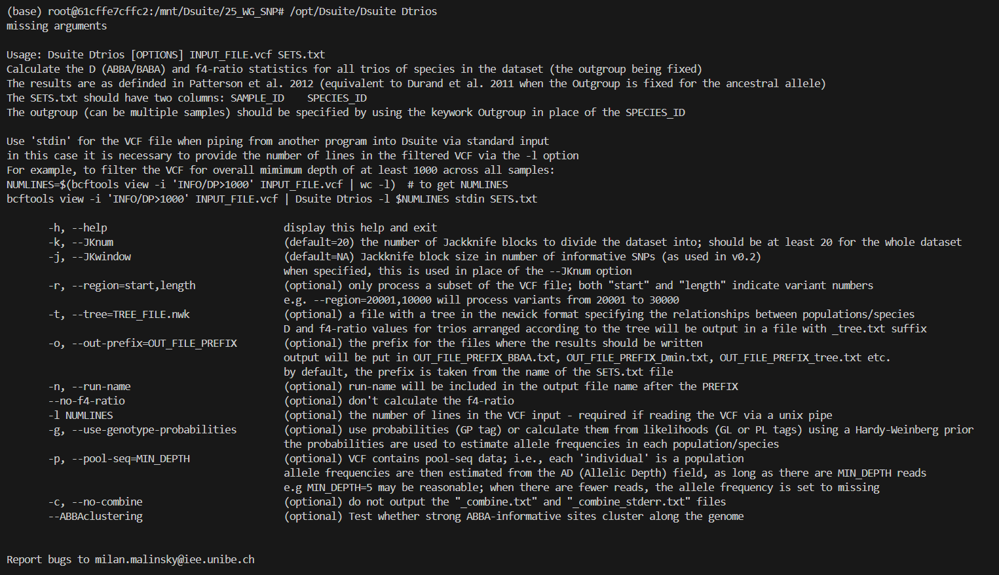 (base) root@61cffe7cffc2:/mnt/Dsuite/25_WG_SNP# /opt/Dsuite/Dsuite Dtrios
missing arguments
Usage: Dsuite Dtrios [OPTIONS] INPUT_FILE.vcf SETS.txt
Calculate the D (ABBA/BABA) and f4-ratio statistics for all trios of species in the dataset (the outgroup being fixed)
The results are as definded in Patterson et al. 2012 (equivalent to Durand et al. 2011 when the Outgroup is fixed for the ancestral allele)
The SETS.txt should have two columns: SAMPLE_ID    SPECIES_ID
The outgroup (can be multiple samples) should be specified by using the keywork Outgroup in place of the SPECIES_ID
Use 'stdin' for the VCF file when piping from another program into Dsuite via standard input
in this case it is necessary to provide the number of lines in the filtered VCF via the -l option
For example, to filter the VCF for overall mimimum depth of at least 1000 across all samples:
NUMLINES=$(bcftools view -i 'INFO/DP>1000' INPUT_FILE.vcf | wc -l)  # to get NUMLINES
bcftools view -i 'INFO/DP>1000' INPUT_FILE.vcf | Dsuite Dtrios -l $NUMLINES stdin SETS.txt
-h, --help                              display this help and exit
-k, --JKnum                             (default=20) the number of Jackknife blocks to divide the dataset into; should be at least 20 for the whole dataset
-j, --JKwindow                          (default=NA) Jackknife block size in number of informative SNPs (as used in v0.2)
when specified, this is used in place of the --JKnum option
-r, --region=start,length               (optional) only process a subset of the VCF file; both "start" and "length" indicate variant numbers
e.g. --region=20001,10000 will process variants from 20001 to 30000
-t, --tree=TREE_FILE.nwk                (optional) a file with a tree in the newick format specifying the relationships between populations/species
D and f4-ratio values for trios arranged according to the tree will be output in a file with _tree.txt suffix
-o, --out-prefix=OUT_FILE_PREFIX        (optional) the prefix for the files where the results should be written
output will be put in OUT_FILE_PREFIX_BBAA.txt, OUT_FILE_PREFIX_Dmin.txt, OUT_FILE_PREFIX_tree.txt etc.
by default, the prefix is taken from the name of the SETS.txt file
-n, --run-name                          (optional) run-name will be included in the output file name after the PREFIX
--no-f4-ratio                           (optional) don't calculate the f4-ratio
-l NUMLINES                             (optional) the number of lines in the VCF input - required if reading the VCF via a unix pipe
-g, --use-genotype-probabilities        (optional) use probabilities (GP tag) or calculate them from likelihoods (GL or PL tags) using a Hardy-Weinberg prior
the probabilities are used to estimate allele frequencies in each population/species
-p, --pool-seq=MIN_DEPTH                (optional) VCF contains pool-seq data; i.e., each 'individual' is a population
allele frequencies are then estimated from the AD (Allelic Depth) field, as long as there are MIN_DEPTH reads
e.g MIN_DEPTH=5 may be reasonable; when there are fewer reads, the allele frequency is set to missing
-c, --no-combine                        (optional) do not output the "_combine.txt" and "_combine_stderr.txt" files
--ABBAclustering                        (optional) Test whether strong ABBA-informative sites cluster along the genome
Report bugs to milan.malinsky@iee.unibe.ch